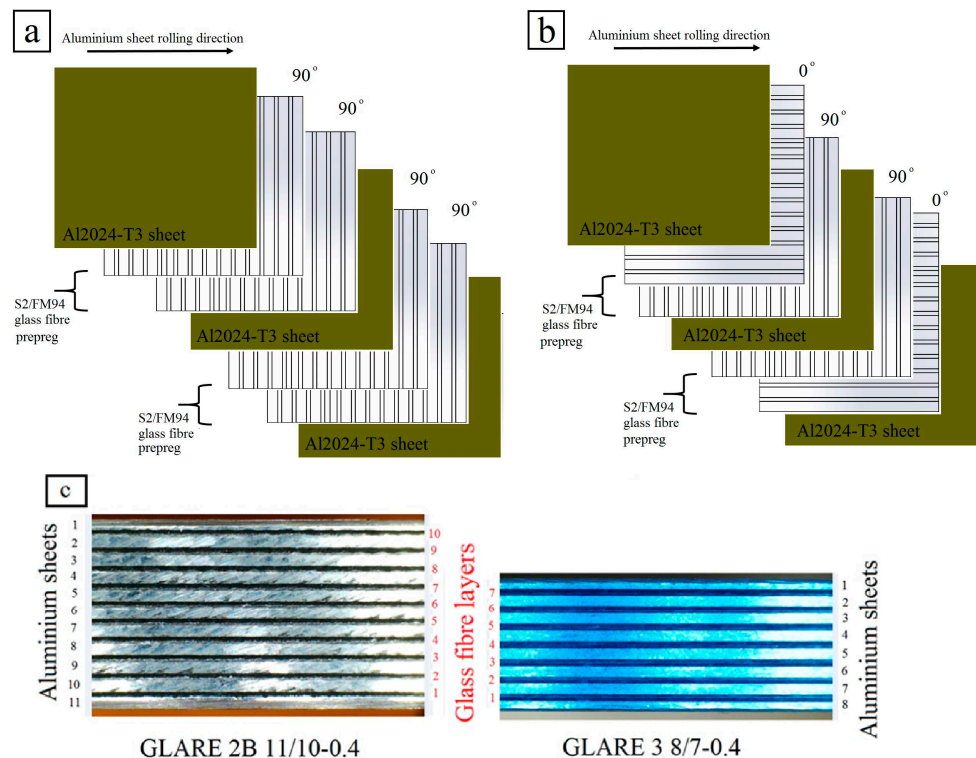 a
Aluminium sheet rolling direction
90°
90°
90°
90°
Al2024-T3 sheet
S2/FM94
glass fibre
prepreg
Al2024-T3 sheet
S2/FM94
glass fibre
prepreg
Al2024-T3 sheet
b
Aluminium sheet rolling direction
0°
90°
90°
0°
Al2024-T3 sheet
S2/FM94
glass fibre
prepreg
Al2024-T3 sheet
S2/FM94
glass fibre
prepreg
Al2024-T3 sheet
c
Aluminium sheets
1
2
3
4
5
6
7
8
9
10
11
10
9
8
7
6
5
4
3
2
1
Glass fibre layers
7
6
5
4
3
2
1
1
2
3
4
5
6
7
8
Aluminium sheets
GLARE 2B 11/10-0.4
GLARE 3 8/7-0.4